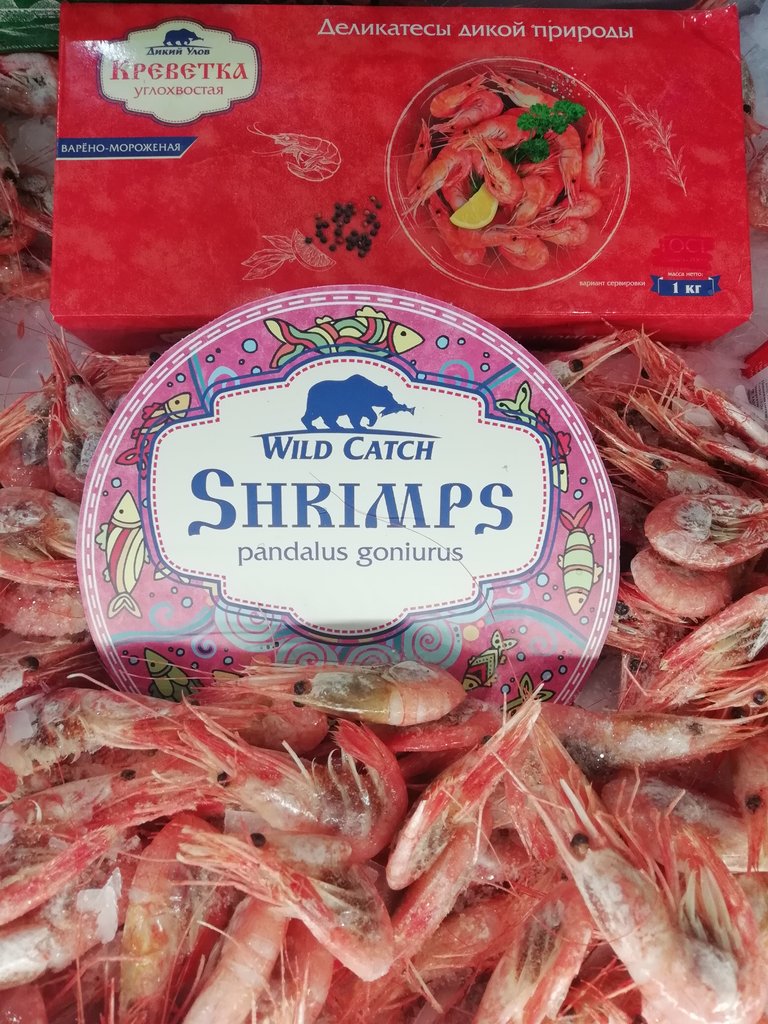 Деликатесы дикой природы
Дикий Улов
Креветка
углохвостая
ВАРЁНО-МОРОЖЕНАЯ
ГОСТ
масса нетто:
вариант сервировки
1 кг
WILD CATCH
SHRIMPS
pandalus goniurus